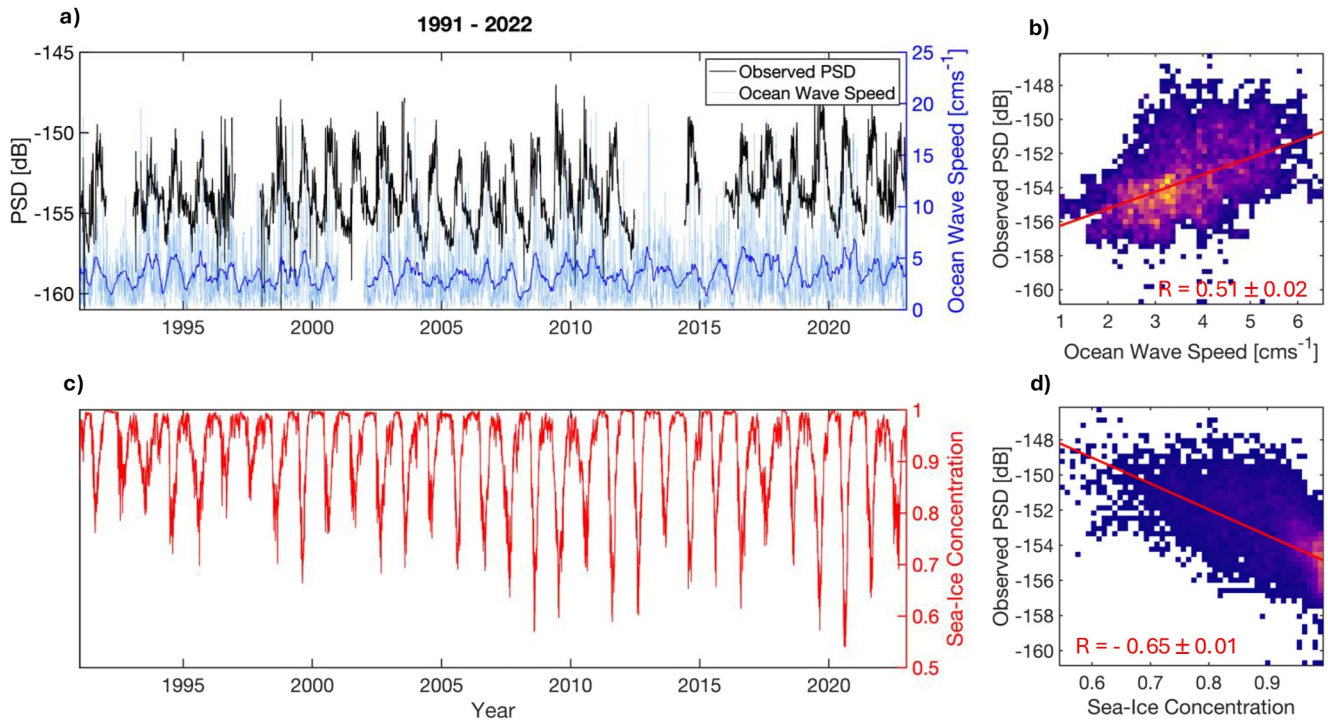 a)
1991 - 2022
-145
-150
-155
-160
PSD [dB]
25
20
15
10
5
0
Ocean Wave Speed [cms⁻¹]
Observed PSD
Ocean Wave Speed
1995
2000
2005
2010
2015
2020
b)
-148
-150
-152
-154
-156
-158
-160
Observed PSD [dB]
R = 0.51 ± 0.02
1 2 3 4 5 6
Ocean Wave Speed [cms⁻¹]
c)
1
0.9
0.8
0.7
0.6
0.5
Sea-Ice Concentration
1995
2000
2005
2010
2015
2020
Year
d)
-148
-150
-152
-154
-156
-158
-160
Observed PSD [dB]
R = - 0.65 ± 0.01
0.6 0.7 0.8 0.9
Sea-Ice Concentration